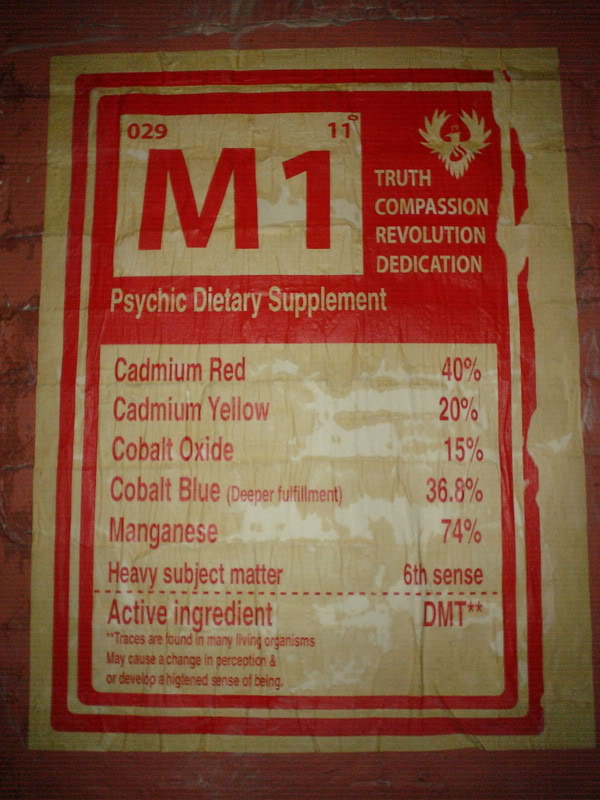 029 11°
M1
TRUTH
COMPASSION
REVOLUTION
DEDICATION
Psychic Dietary Supplement
Cadmium Red 40%
Cadmium Yellow 20%
Cobalt Oxide 15%
Cobalt Blue (Deeper fulfillment) 36.8%
Manganese 74%
Heavy subject matter 6th sense
Active ingredient DMT**
**Traces are found in many living organisms
May cause a change in perception &
or develop a higtened sense of being.